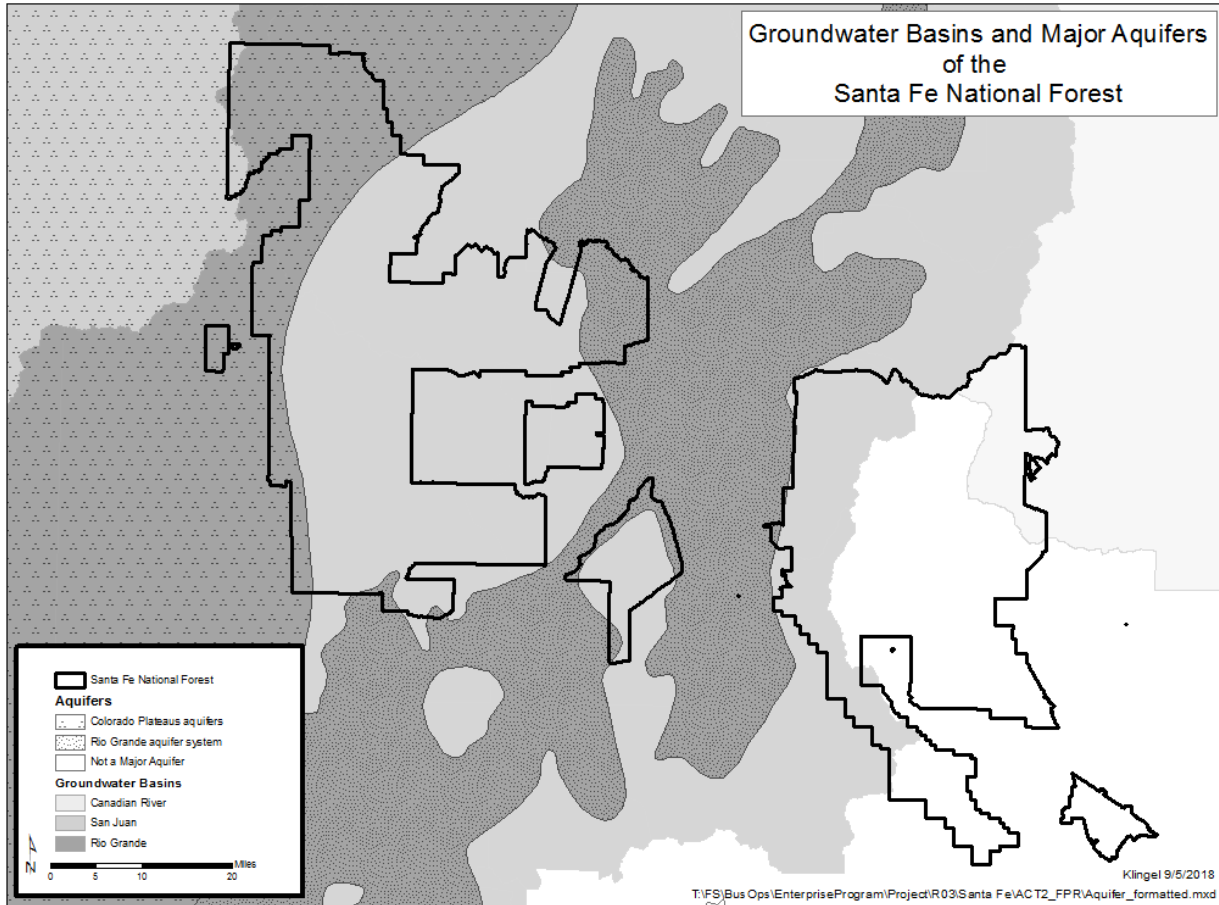 Groundwater Basins and Major Aquifers
of the
Santa Fe National Forest
Santa Fe National Forest
Aquifers
Colorado Plateaus aquifers
Rio Grande aquifer system
Not a Major Aquifer
Groundwater Basins
Canadian River
San Juan
Rio Grande
N
Miles
0 5 10 20
Klingel 9/5/2018
T:\FS\Bus Ops\EnterpriseProgram\Project\R03\Santa Fe\ACT2_FPR\Aquifer_formatted.mxd